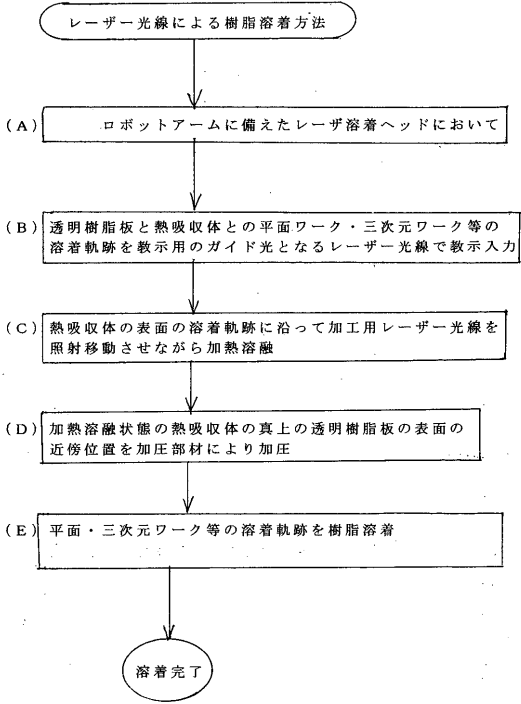 レーザー光線による樹脂溶着方法
(A) ロボットアームに備えたレーザ溶着ヘッドにおいて
(B) 透明樹脂板と熱吸収体との平面ワーク・三次元ワーク等の
溶着軌跡を教示用のガイド光となるレーザー光線で教示入力
(C) 熱吸収体の表面の溶着軌跡に沿って加工用レーザー光線を
照射移動させながら加熱溶融
(D) 加熱溶融状態の熱吸収体の真上の透明樹脂板の表面の
近傍位置を加圧部材により加圧
(E) 平面・三次元ワーク等の溶着軌跡を樹脂溶着
溶着完了